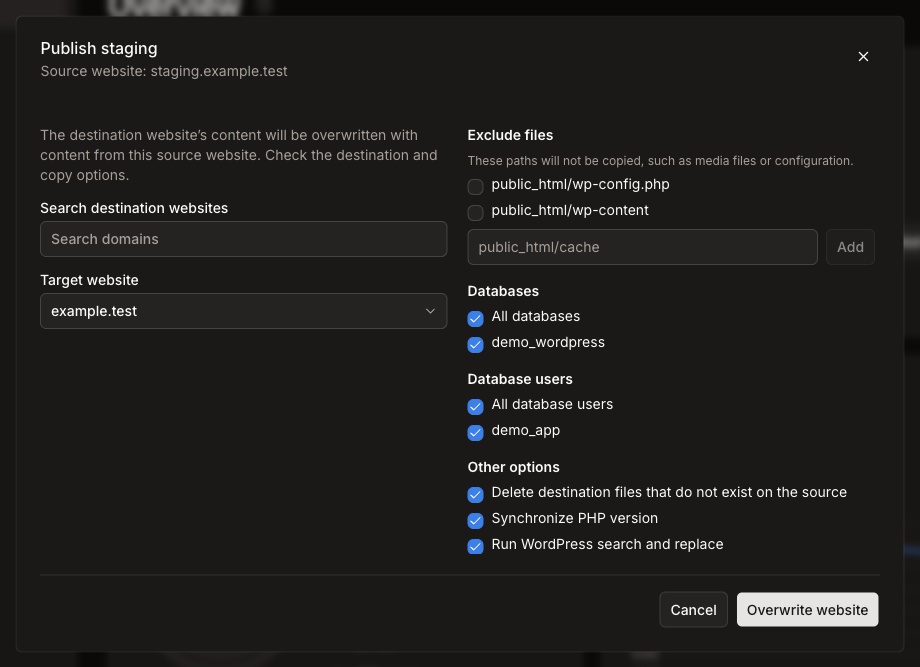 Overview
Publish staging
Source website: staging.example.test
The destination website’s content will be overwritten with
content from this source website. Check the destination and
copy options.
Search destination websites
Search domains
Target website
example.test
Exclude files
These paths will not be copied, such as media files or configuration.
public_html/wp-config.php
public_html/wp-content
public_html/cache
Add
Databases
All databases
demo_wordpress
Database users
All database users
demo_app
Other options
Delete destination files that do not exist on the source
Synchronize PHP version
Run WordPress search and replace
Cancel
Overwrite website